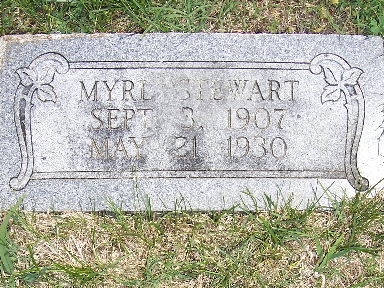 MYRL STEWART
SEPT. 3, 1907
MAY 21 1930